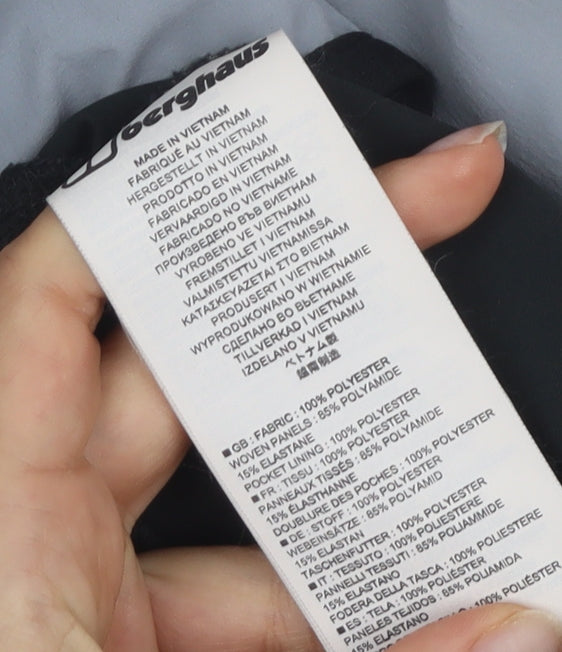 berghaus
MADE IN VIETNAM
FABRIQUÉ AU VIETNAM
HERGESTELLT IN VIETNAM
PRODOTTO IN VIETNAM
FABRICADO EN VIETNAM
VERVAARDIGD IN VIETNAM
FABRICADO NO VIETNAME
ПРОИЗВЕДЕНО ВЪВ ВИЕТНАМ
VYROBENO VE VIETNAMU
FREMSTILLET I VIETNAM
VALMISTETTU VIETNAMISSA
ΚΑΤΑΣΚΕΥΑΖΕΤΑΙ ΣΤΟ ΒΙΕΤΝΑΜ
PRODUSERT I VIETNAM
WYPRODUKOWANO W WIETNAMIE
СДЕЛАНО ВО ВЬЕТНАМЕ
TILLVERKAD I VIETNAM
IZDELANO V VIETNAMU
ベトナム製
越南制造
■GB : FABRIC : 100% POLYESTER
WOVEN PANELS : 85% POLYAMIDE
15% ELASTANE
POCKET LINING : 100% POLYESTER
■FR : TISSU : 100% POLYESTER
PANNEAUX TISSÉS : 85% POLYAMIDE
15% ÉLASTHANNE
DOUBLURE DES POCHES : 100% POLYESTER
■DE : STOFF : 100% POLYESTER
WEBEINSÄTZE : 85% POLYAMID
15% ELASTAN
TASCHENFUTTER : 100% POLYESTER
■IT : TESSUTO : 100% POLIESTERE
PANNELLI TESSUTI : 85% POLIAMMIDE
15% ELASTANO
FODERA DELLA TASCA : 100% POLIESTERE
■ES : TELA : 100% POLIÉSTER
PANELES TEJIDOS : 85% POLIAMIDA
15% ELASTANO
100% POLIÉSTER